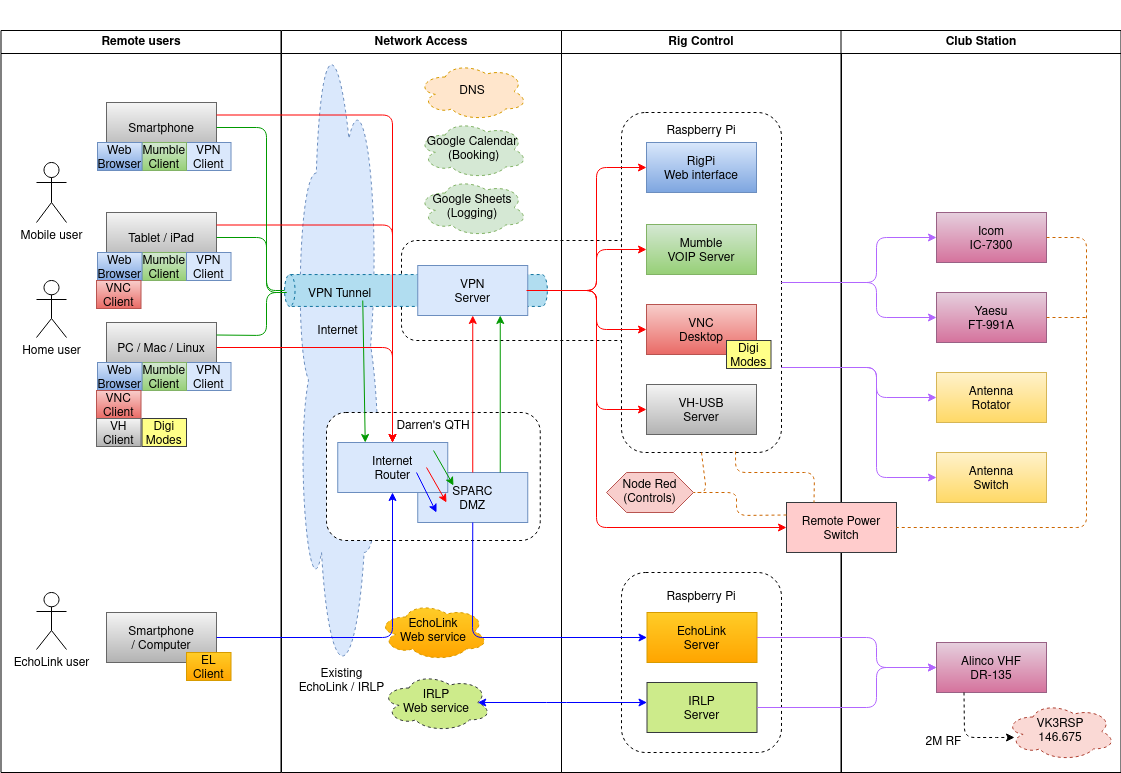 Remote users
Network Access
Rig Control
Club Station
Smartphone
Web
Browser
Mumble
Client
VPN
Client
Mobile user
Tablet / iPad
Web
Browser
Mumble
Client
VPN
Client
VNC
Client
Home user
PC / Mac / Linux
Web
Browser
Mumble
Client
VPN
Client
VNC
Client
VH
Client
Digi
Modes
EchoLink user
Smartphone
/ Computer
EL
Client
DNS
Google Calendar
(Booking)
Google Sheets
(Logging)
VPN Tunnel
VPN
Server
Internet
Darren's QTH
Internet
Router
SPARC
DMZ
EchoLink
Web service
Existing
EchoLink / IRLP
IRLP
Web service
Raspberry Pi
RigPi
Web interface
Mumble
VOIP Server
VNC
Desktop
Digi
Modes
VH-USB
Server
Node Red
(Controls)
Remote Power
Switch
Raspberry Pi
EchoLink
Server
IRLP
Server
Icom
IC-7300
Yaesu
FT-991A
Antenna
Rotator
Antenna
Switch
Alinco VHF
DR-135
2M RF
VK3RSP
146.675